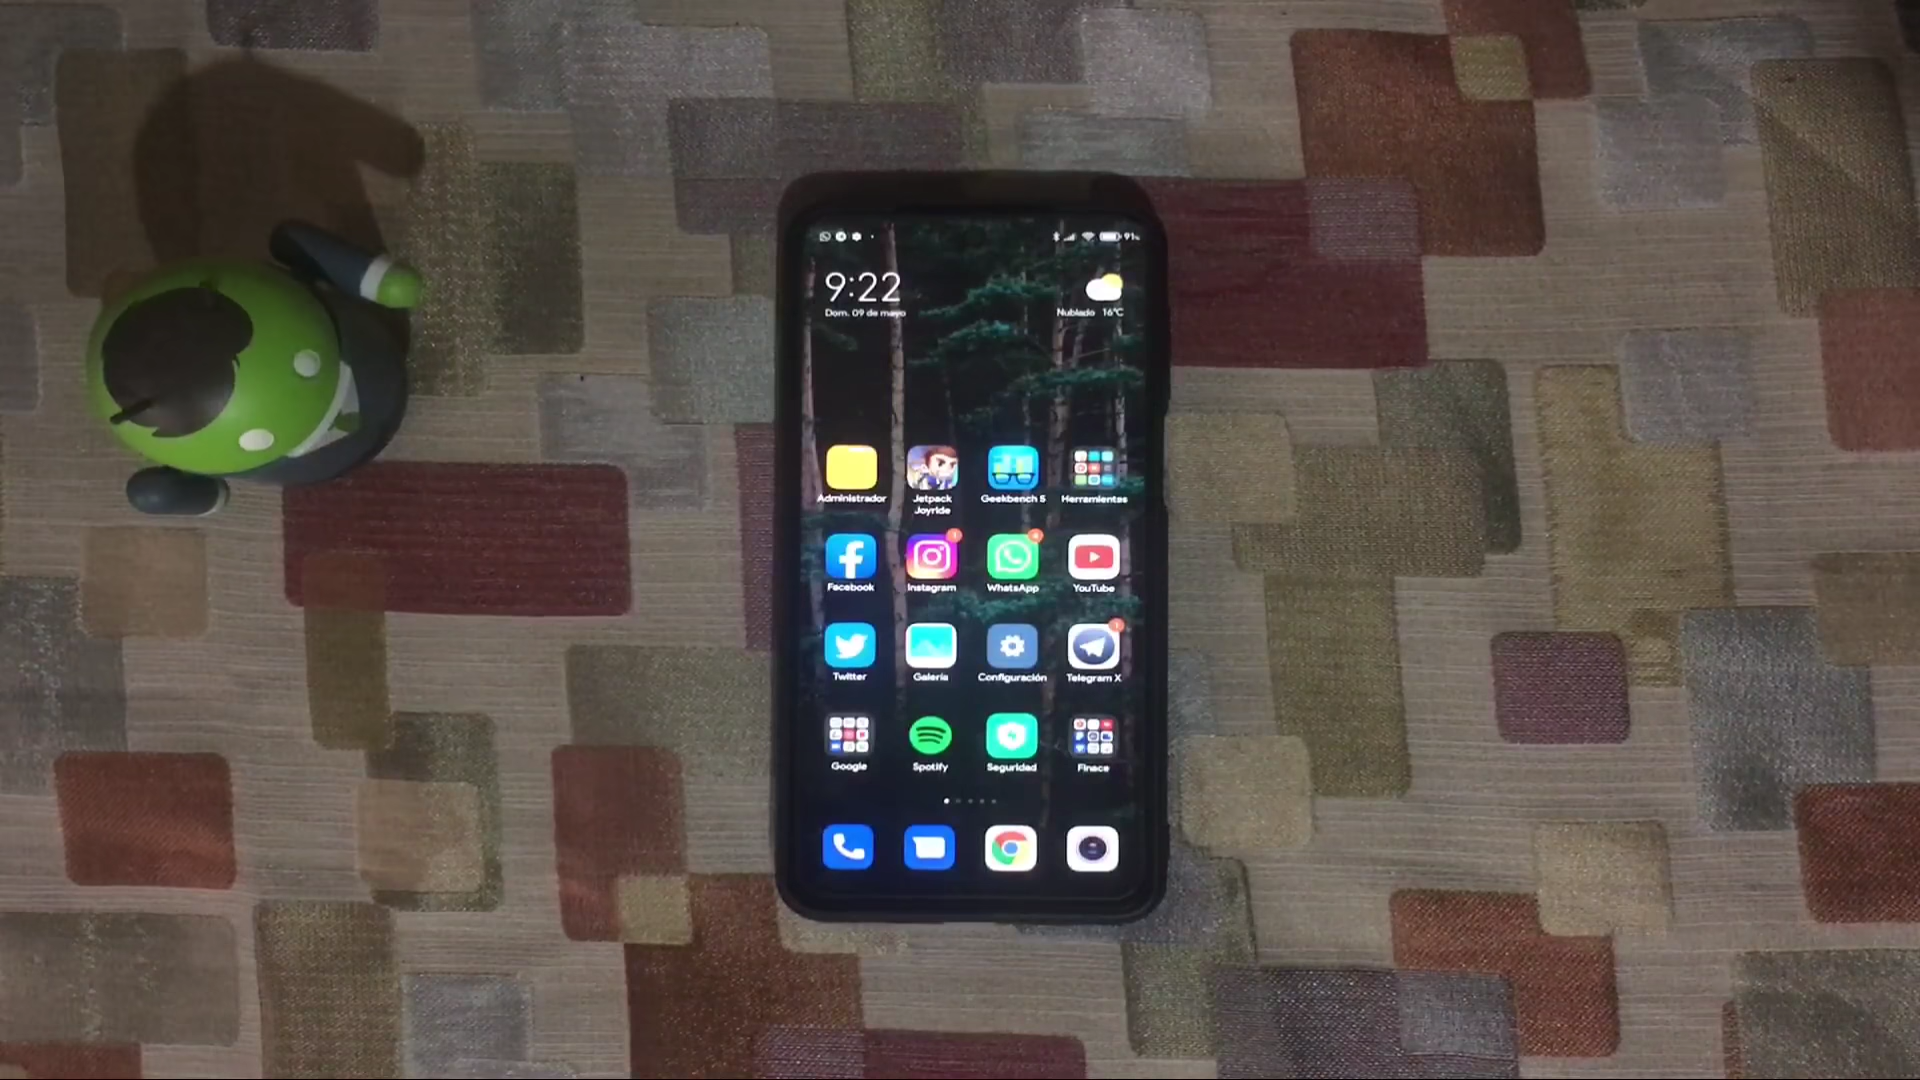 91%
9:22
Dom. 09 de mayo
Nublado 16°C
Administrador
Jetpack Joyride
Geekbench 5
Herramientas
Facebook
Instagram
WhatsApp
YouTube
Twitter
Galería
Configuración
Telegram X
Google
Spotify
Seguridad
Finace